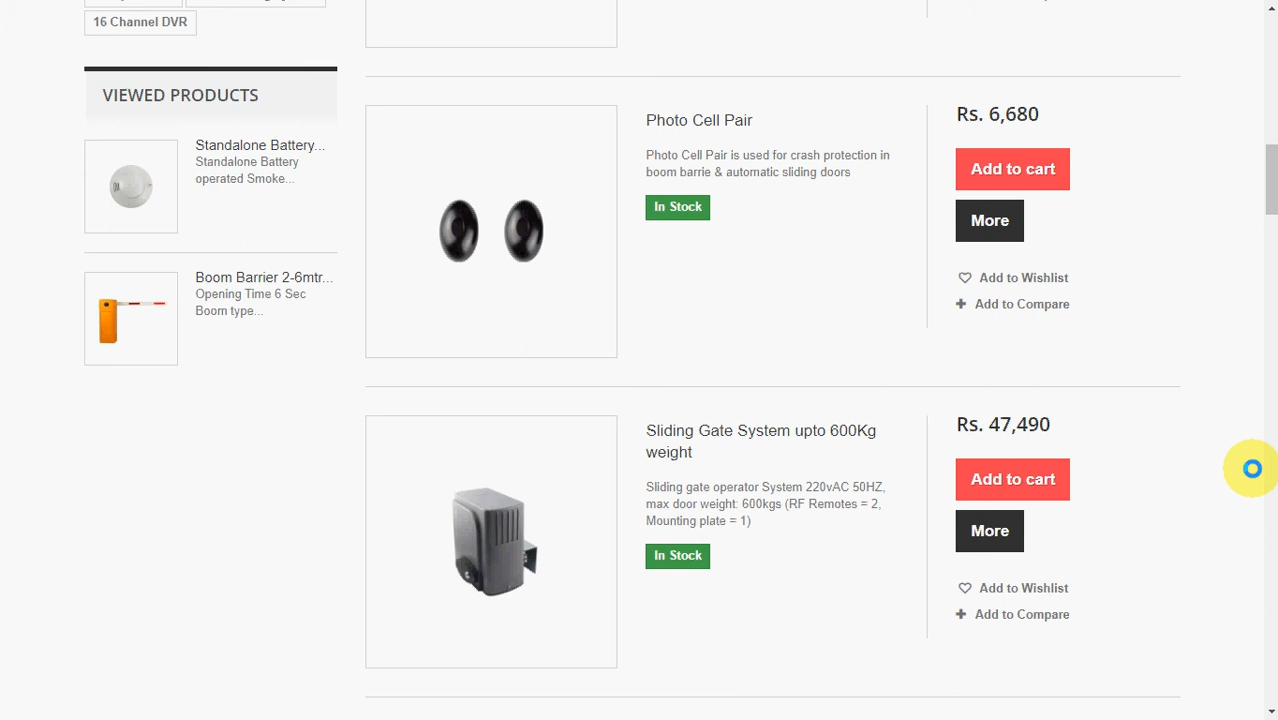 16 Channel DVR
VIEWED PRODUCTS
Standalone Battery...
Standalone Battery
operated Smoke...
Boom Barrier 2-6mtr...
Opening Time 6 Sec
Boom type...
Photo Cell Pair
Photo Cell Pair is used for crash protection in
boom barrie & automatic sliding doors
In Stock
Rs. 6,680
Add to cart
More
Add to Wishlist
Add to Compare
Sliding Gate System upto 600Kg
weight
Sliding gate operator System 220vAC 50HZ,
max door weight: 600kgs (RF Remotes = 2,
Mounting plate = 1)
In Stock
Rs. 47,490
Add to cart
More
Add to Wishlist
Add to Compare